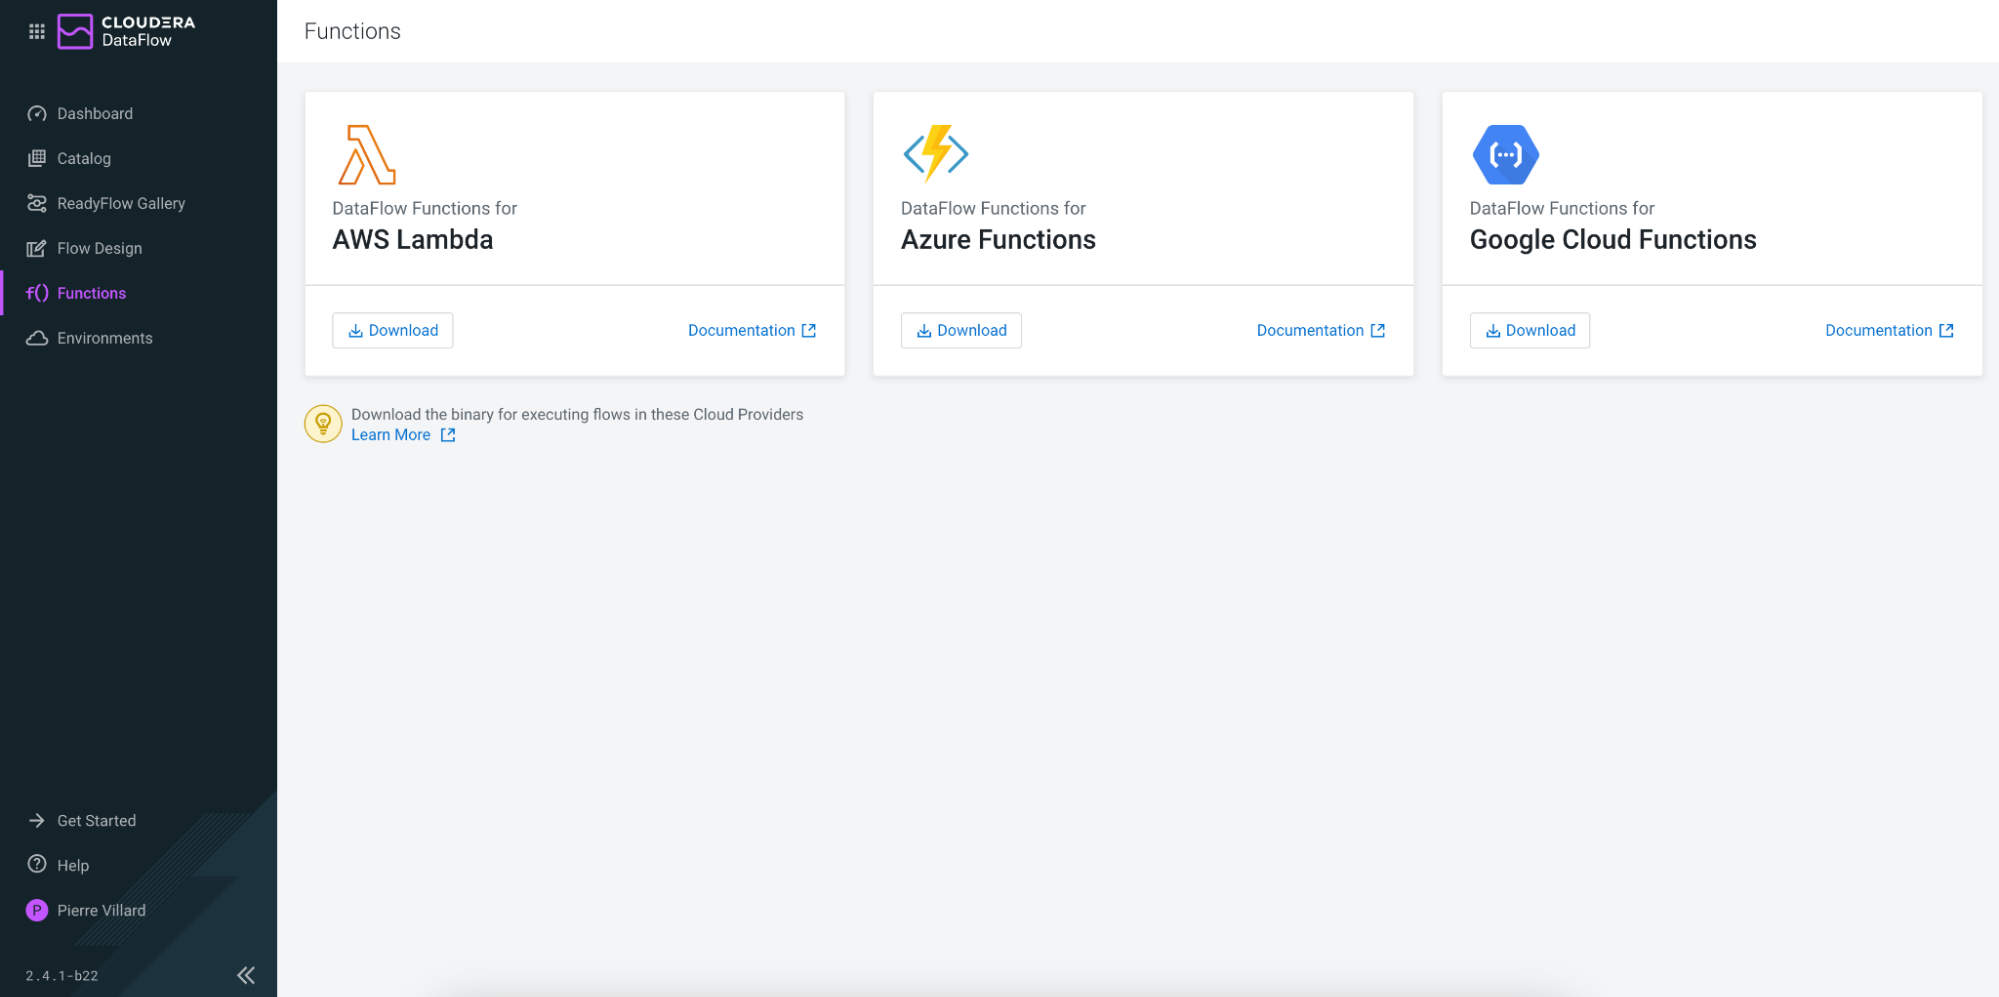 CLOUDERA
DataFlow
Dashboard
Catalog
ReadyFlow Gallery
Flow Design
f() Functions
Environments
Get Started
Help
P Pierre Villard
2.4.1-b22
Functions
DataFlow Functions for
AWS Lambda
Download Documentation
DataFlow Functions for
Azure Functions
Download Documentation
DataFlow Functions for
Google Cloud Functions
Download Documentation
Download the binary for executing flows in these Cloud Providers
Learn More